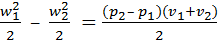 w₁²/2 - w₂²/2 = (p₂-p₁)(v₁+v₂)/2